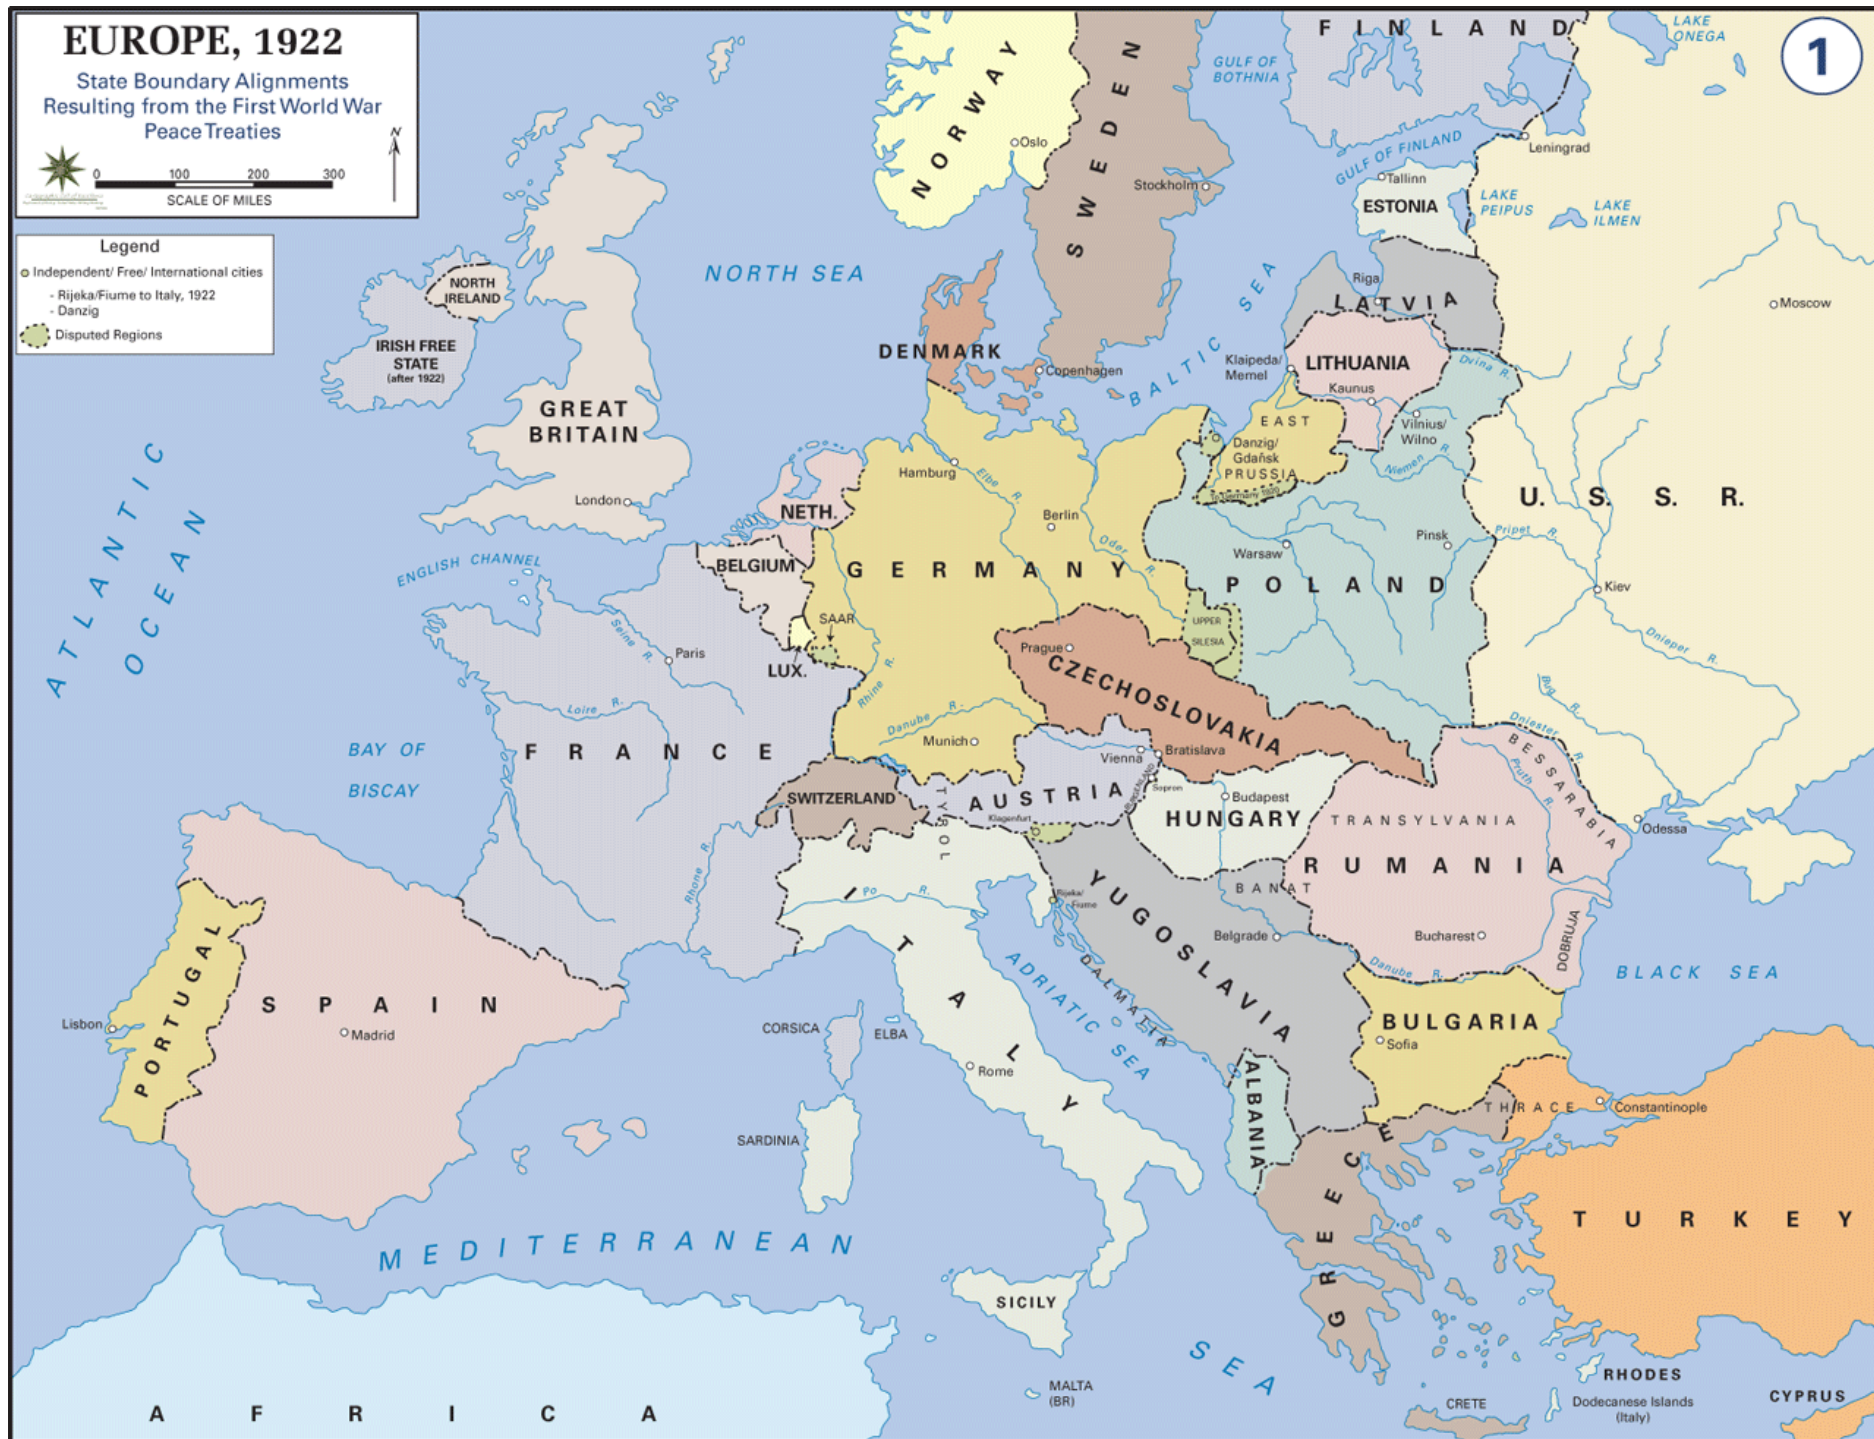 EUROPE, 1922
State Boundary Alignments
Resulting from the First World War
Peace Treaties
N
0 100 200 300
SCALE OF MILES
1
Legend
Independent/ Free/ International cities
- Rijeka/Fiume to Italy, 1922
- Danzig
Disputed Regions
NORWAY
Oslo
SWEDEN
Stockholm
FINLAND
GULF OF
BOTHNIA
GULF OF FINLAND
LAKE
ONEGA
Leningrad
Tallinn
ESTONIA
LAKE
PEIPUS
LAKE
ILMEN
Riga
LATVIA
Moscow
NORTH SEA
BALTIC SEA
NORTH
IRELAND
IRISH FREE
STATE
(after 1922)
GREAT
BRITAIN
London
DENMARK
Copenhagen
Klaipeda/
Memel
LITHUANIA
Kaunus
Dvina R.
Vilnius/
Wilno
Niemen R.
EAST
Danzig/
Gdańsk
PRUSSIA
To Germany 1920
ATLANTIC
OCEAN
ENGLISH CHANNEL
NETH.
BELGIUM
LUX.
SAAR
Hamburg
Elbe R.
Berlin
Oder R.
GERMANY
Rhine R.
Danube R.
Munich
Warsaw
Pinsk
POLAND
UPPER
SILESIA
U. S. S. R.
Pripet R.
Kiev
Dnieper R.
Bug R.
Dniester R.
Seine R.
Paris
Loire R.
FRANCE
Rhone R.
BAY OF
BISCAY
Prague
CZECHOSLOVAKIA
SWITZERLAND
TYROL
Vienna
Bratislava
AUSTRIA
BURGENLAND
Sopron
Klagenfurt
Budapest
HUNGARY
BESSARABIA
Pruth R.
TRANSYLVANIA
RUMANIA
Odessa
BANAT
Bucharest
DOBRUJA
Danube R.
PORTUGAL
Lisbon
SPAIN
Madrid
Po R.
ITALY
Rijeka/
Fiume
YUGOSLAVIA
Belgrade
DALMATIA
ADRIATIC SEA
CORSICA
ELBA
Rome
SARDINIA
BLACK SEA
BULGARIA
Sofia
ALBANIA
THRACE
Constantinople
GREECE
TURKEY
MEDITERRANEAN
SEA
SICILY
MALTA
(BR)
AFRICA
CRETE
RHODES
Dodecanese Islands
(Italy)
CYPRUS